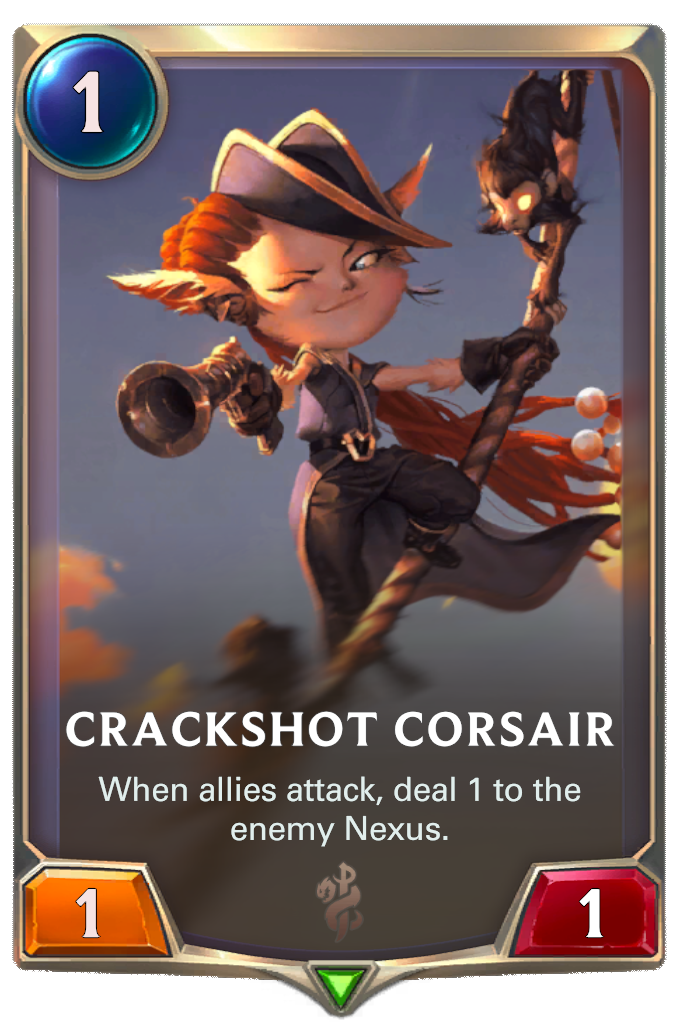 1
CRACKSHOT CORSAIR
When allies attack, deal 1 to the
enemy Nexus.
1
1